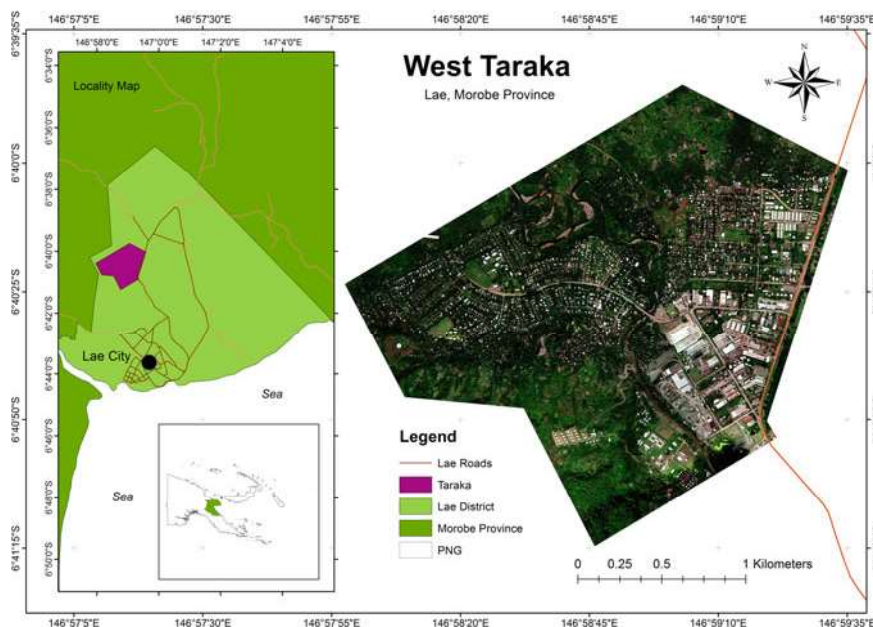 146°57'5"E 146°57'30"E 146°57'55"E 146°58'20"E 146°58'45"E 146°59'10"E 146°59'35"E
146°58'0"E 147°0'0"E 147°2'0"E 147°4'0"E
6°39'35"S
6°40'0"S
6°40'25"S
6°40'50"S
6°41'15"S
6°34'0"S
6°36'0"S
6°38'0"S
6°40'0"S
6°42'0"S
6°44'0"S
6°46'0"S
6°48'0"S
6°50'0"S
Locality Map
Lae City
Sea
Sea
West Taraka
Lae, Morobe Province
N
W E
S
Legend
Lae Roads
Taraka
Lae District
Morobe Province
PNG
0 0.25 0.5 1 Kilometers
146°57'5"E 146°57'30"E 146°57'55"E 146°58'20"E 146°58'45"E 146°59'10"E 146°59'35"E